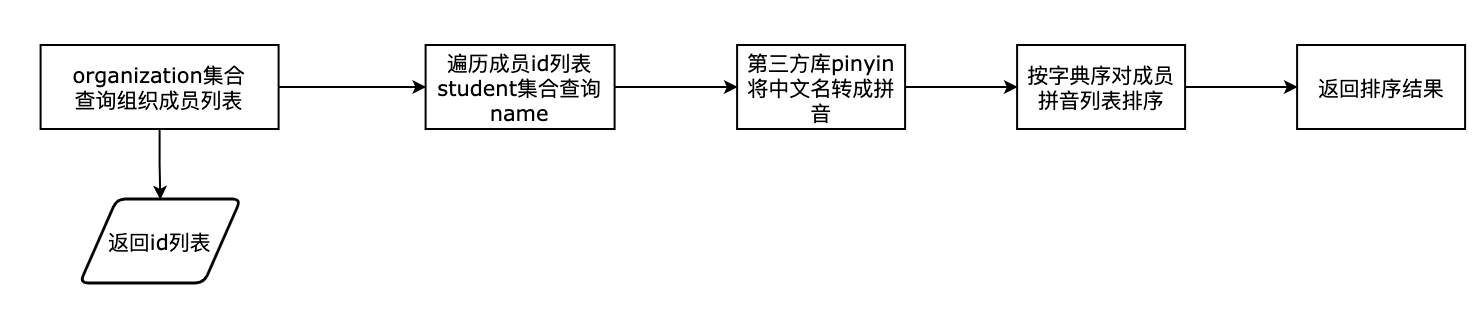 organization集合
查询组织成员列表
遍历成员id列表
student集合查询
name
第三方库pinyin
将中文名转成拼
音
按字典序对成员
拼音列表排序
返回排序结果
返回id列表